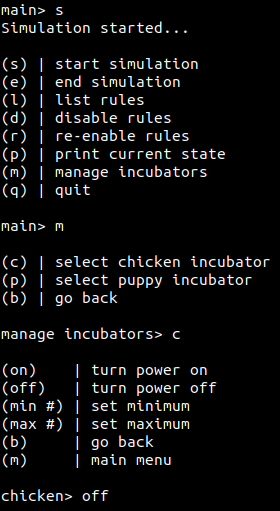 main> s
Simulation started...
(s) | start simulation
(e) | end simulation
(l) | list rules
(d) | disable rules
(r) | re-enable rules
(p) | print current state
(m) | manage incubators
(q) | quit
main> m
(c) | select chicken incubator
(p) | select puppy incubator
(b) | go back
manage incubators> c
(on)    | turn power on
(off)   | turn power off
(min #) | set minimum
(max #) | set maximum
(b)     | go back
(m)     | main menu
chicken> off